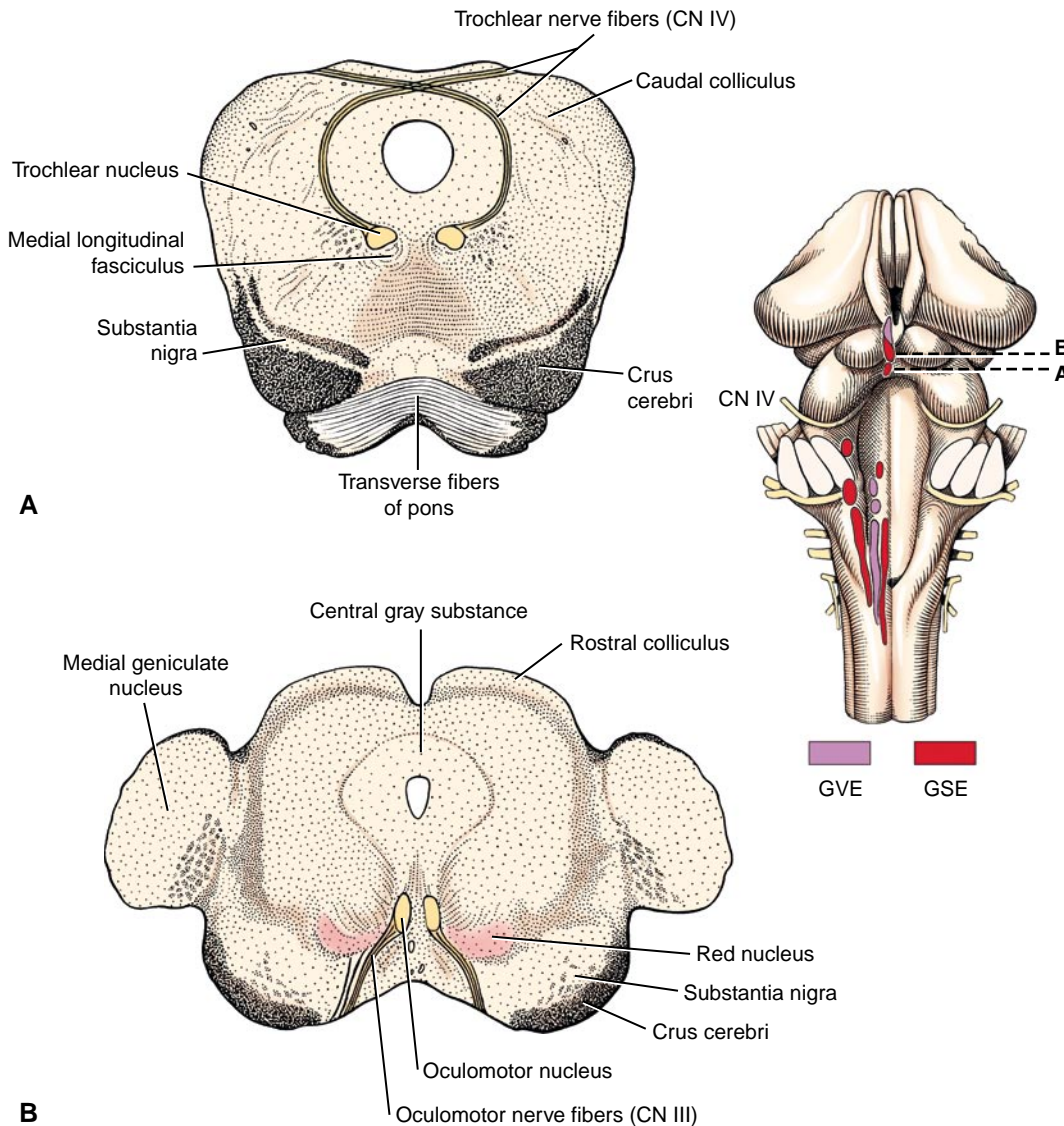 Trochlear nerve fibers (CN IV)
Caudal colliculus
Trochlear nucleus
Medial longitudinal
fasciculus
Substantia
nigra
Crus
cerebri
Transverse fibers
of pons
A
B
A
CN IV
GVE
GSE
Central gray substance
Rostral colliculus
Medial geniculate
nucleus
Red nucleus
Substantia nigra
Crus cerebri
Oculomotor nucleus
Oculomotor nerve fibers (CN III)
B